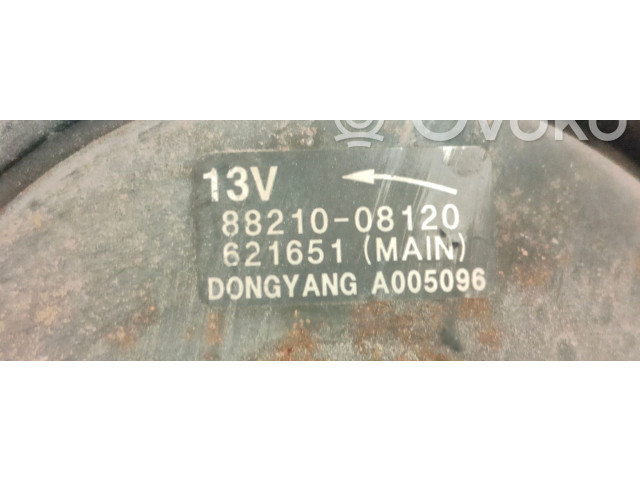 Ovoko
13V
88210-08120
621651 (MAIN)
DONGYANG A005096